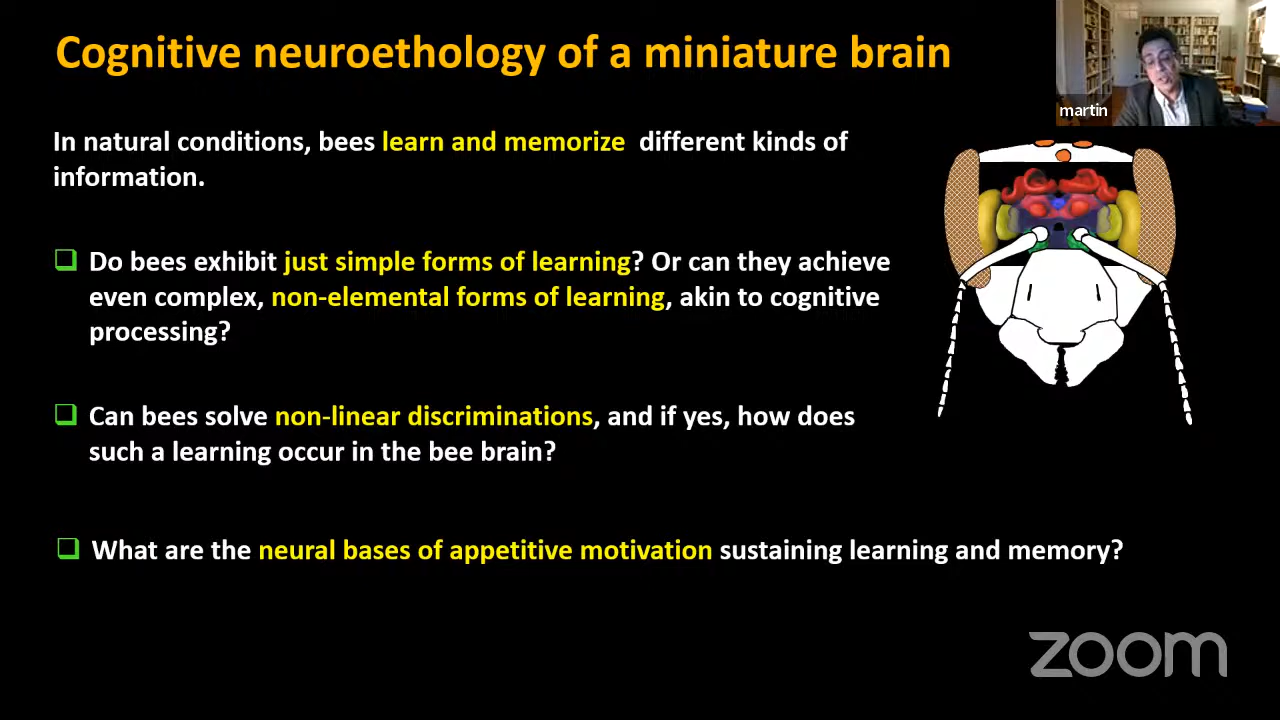 Cognitive neuroethology of a miniature brain
martin
In natural conditions, bees learn and memorize different kinds of
information.
Do bees exhibit just simple forms of learning? Or can they achieve
even complex, non-elemental forms of learning, akin to cognitive
processing?
Can bees solve non-linear discriminations, and if yes, how does
such a learning occur in the bee brain?
What are the neural bases of appetitive motivation sustaining learning and memory?
zoom